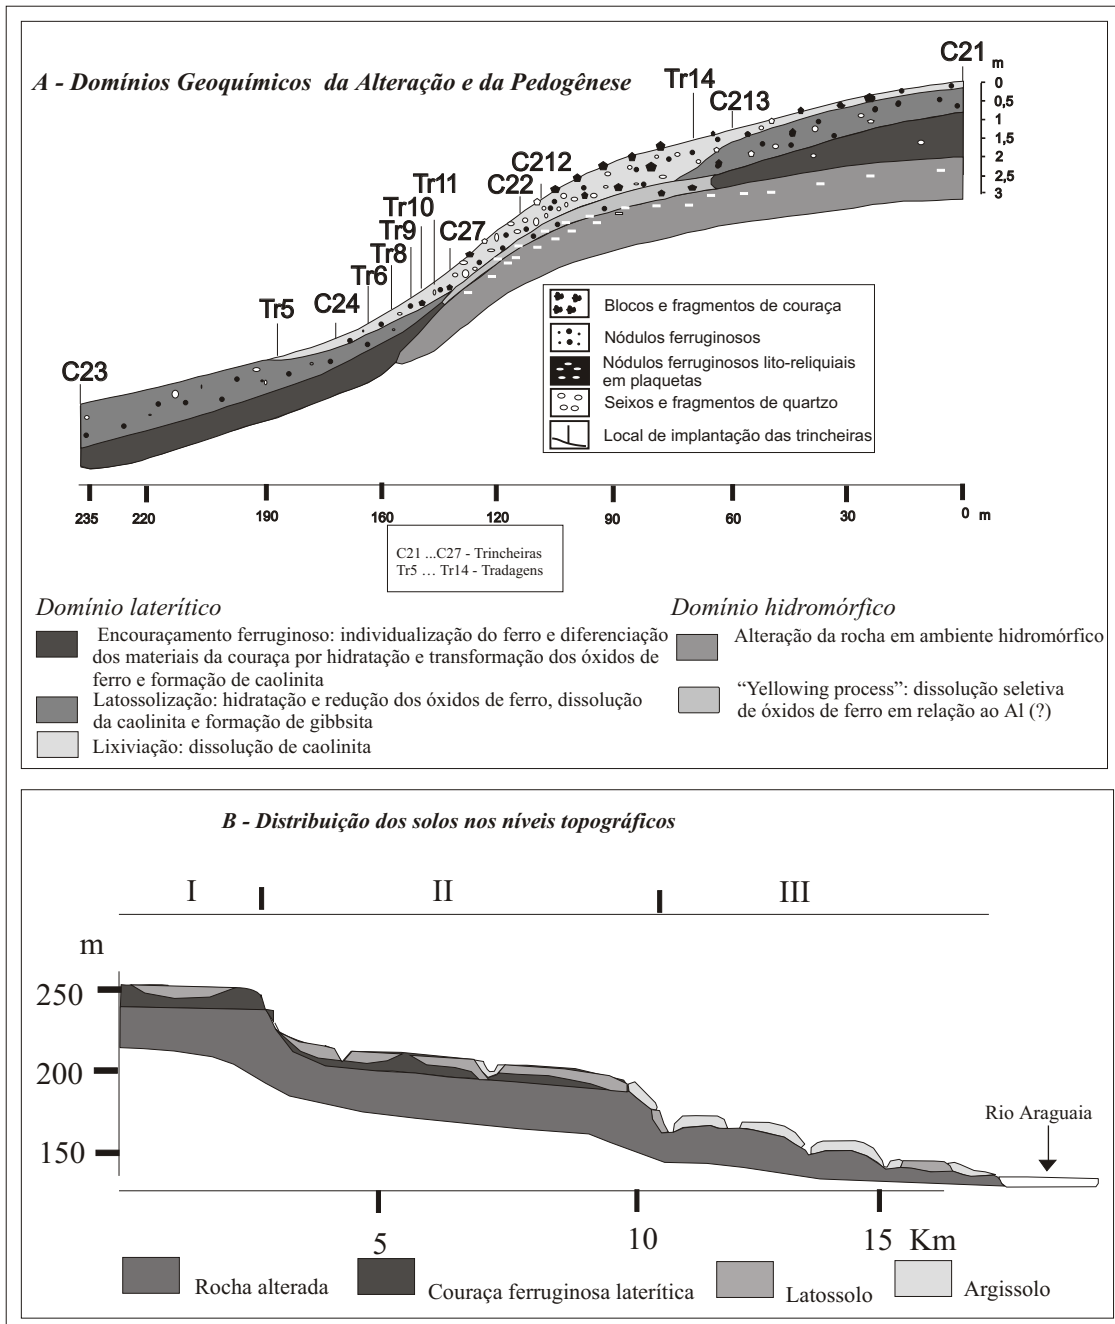 A - Domínios Geoquímicos da Alteração e da Pedogênese
C21
m
Tr14
C213
0
0,5
1
1,5
2
2,5
3
C212
C22
Tr11
Tr10
Tr9
C27
Tr8
Tr6
C24
Tr5
C23
Blocos e fragmentos de couraça
Nódulos ferruginosos
Nódulos ferruginosos lito-reliquiais
em plaquetas
Seixos e fragmentos de quartzo
Local de implantação das trincheiras
235 220 190 160 120 90 60 30 0 m
C21 ...C27 - Trincheiras
Tr5 … Tr14 - Tradagens
Domínio laterítico
Encouraçamento ferruginoso: individualização do ferro e diferenciação
dos materiais da couraça por hidratação e transformação dos óxidos de
ferro e formação de caolinita
Latossolização: hidratação e redução dos óxidos de ferro, dissolução
da caolinita e formação de gibbsita
Lixiviação: dissolução de caolinita
Domínio hidromórfico
Alteração da rocha em ambiente hidromórfico
“Yellowing process”: dissolução seletiva
de óxidos de ferro em relação ao Al (?)
B - Distribuição dos solos nos níveis topográficos
I II III
m
250
200
150
Rio Araguaia
5 10 15 Km
Rocha alterada
Couraça ferruginosa laterítica
Latossolo
Argissolo